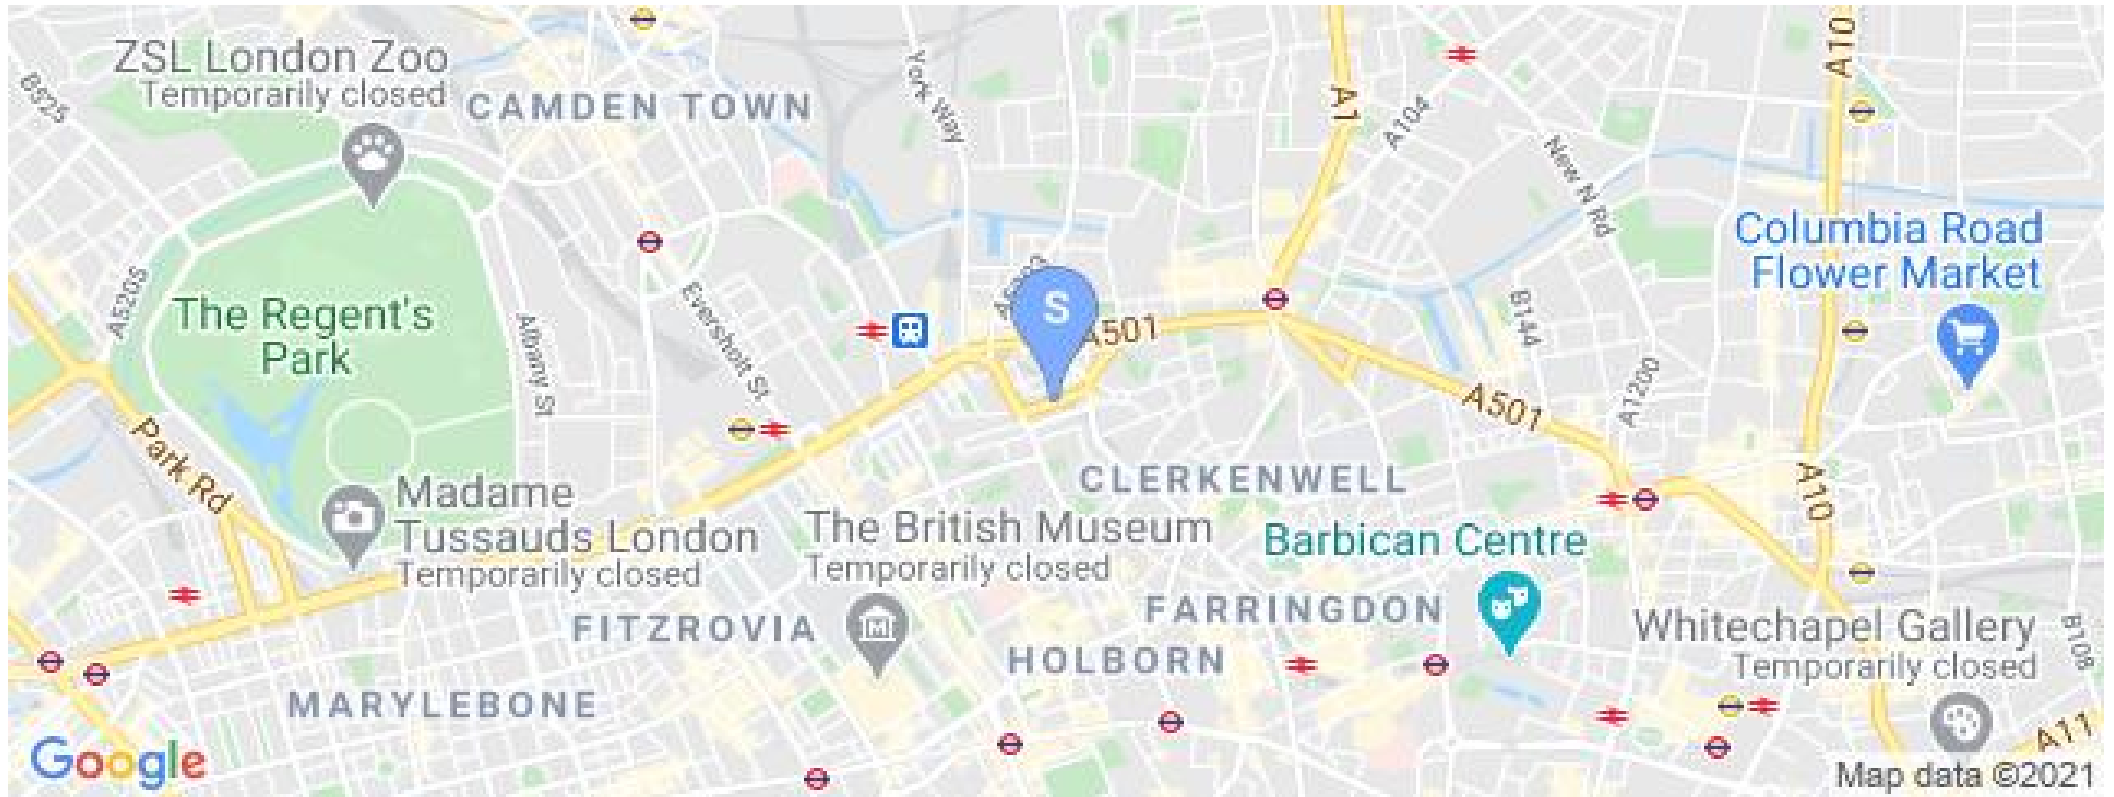 ZSL London Zoo
Temporarily closed
CAMDEN TOWN
York Way
A1
A104
A10
B525
New N Rd
Columbia Road
Flower Market
A5205
The Regent's
Park
Albany St
Eversholt St
S
A501
B144
A1200
A501
Park Rd
CLERKENWELL
A10
Madame
Tussauds London
Temporarily closed
The British Museum
Temporarily closed
Barbican Centre
FITZROVIA
FARRINGDON
HOLBORN
Whitechapel Gallery
Temporarily closed
B108
MARYLEBONE
A11
Google
Map data ©2021